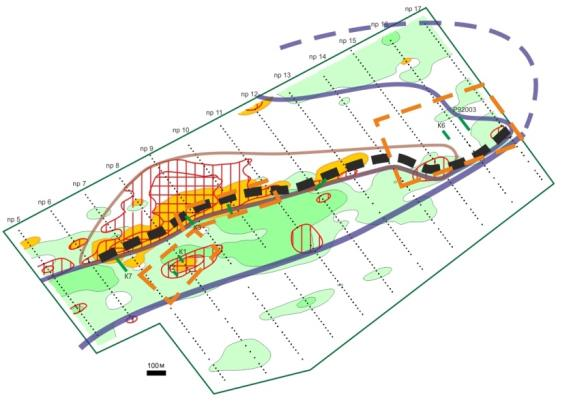 пр 17
пр 16
пр 15
пр 14
пр 13
пр 12
пр 11
пр 10
пр 9
пр 8
пр 7
пр 6
пр 5
Р92003
К6
К1
К7
100м